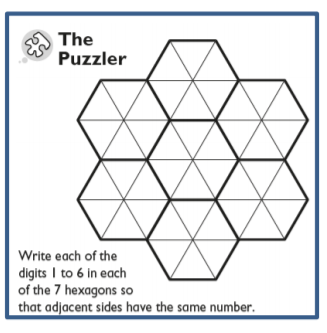 The
Puzzler
Write each of the
digits 1 to 6 in each
of the 7 hexagons so
that adjacent sides have the same number.